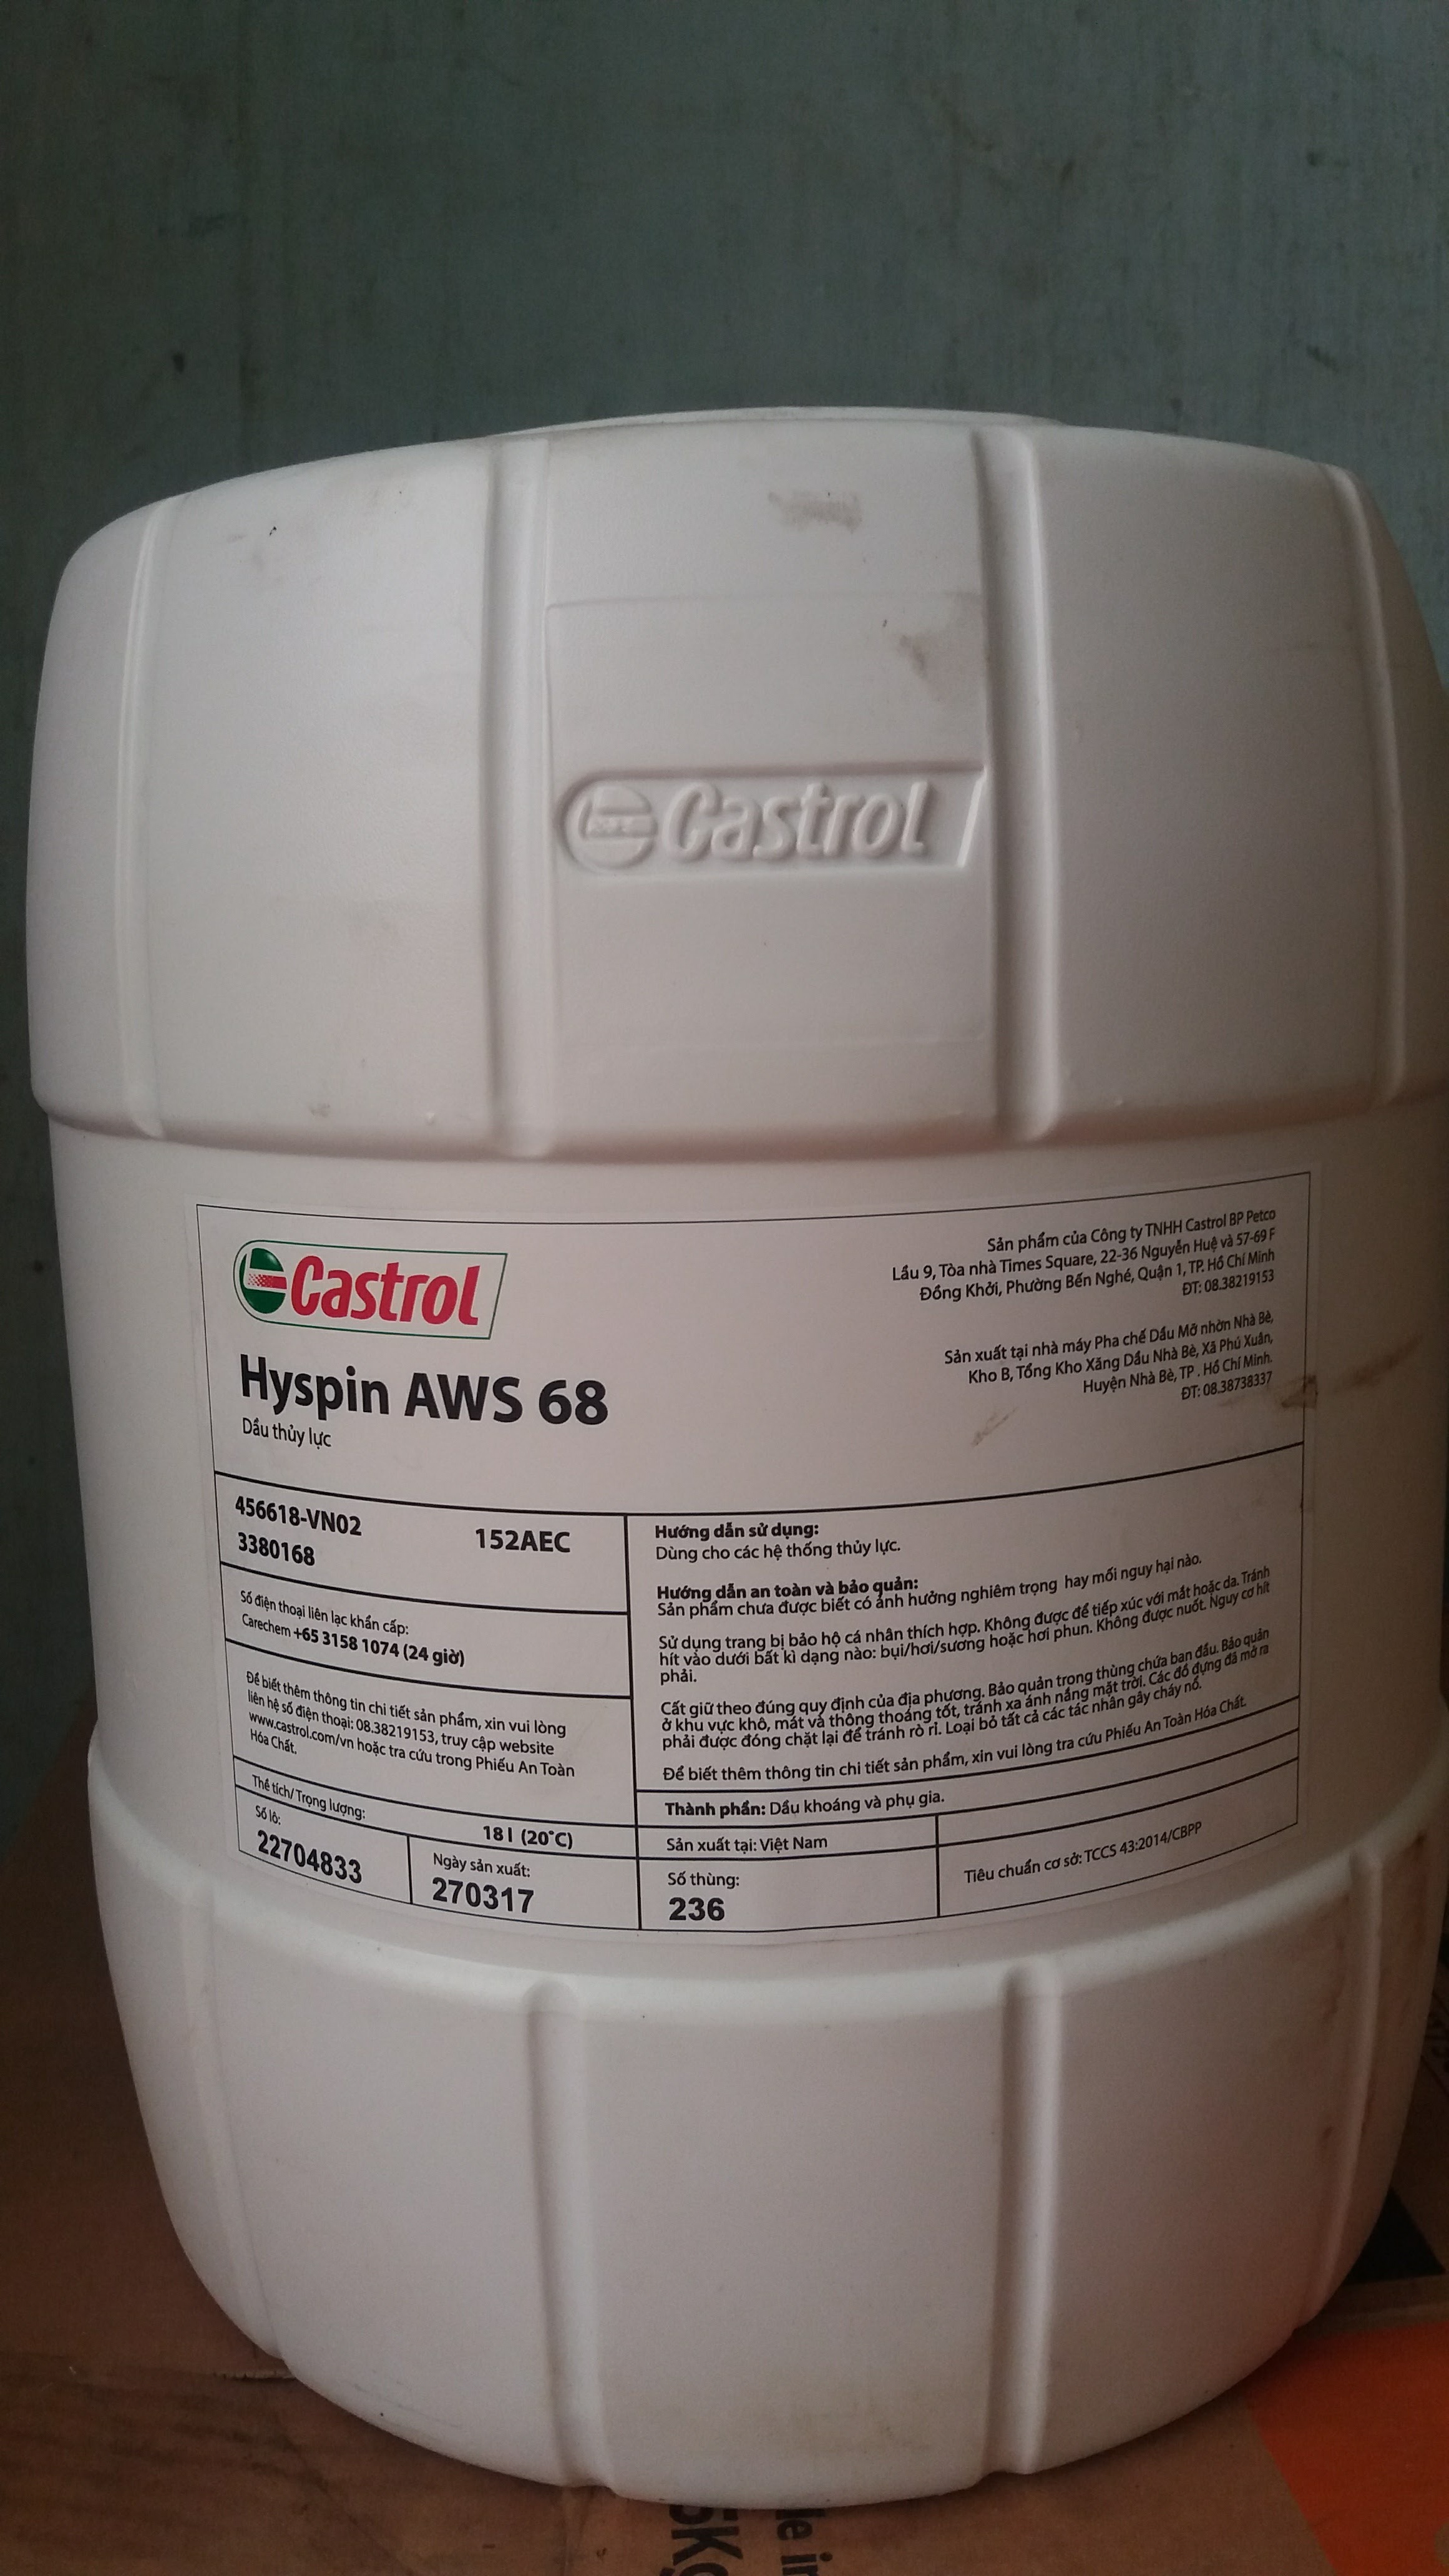 Castrol
Castrol
Hyspin AWS 68
Dầu thủy lực
Sản phẩm của Công ty TNHH Castrol BP Petco
Lầu 9, Tòa nhà Times Square, 22-36 Nguyễn Huệ và 57-69 F
Đồng Khởi, Phường Bến Nghé, Quận 1, TP. Hồ Chí Minh
ĐT: 08.38219153
Sản xuất tại nhà máy Pha chế Dầu Mỡ nhờn Nhà Bè,
Kho B, Tổng Kho Xăng Dầu Nhà Bè, Xã Phú Xuân,
Huyện Nhà Bè, TP . Hồ Chí Minh.
ĐT: 08.38738337
456618-VN02 152AEC
3380168
Số điện thoại liên lạc khẩn cấp:
Carechem +65 3158 1074 (24 giờ)
Để biết thêm thông tin chi tiết sản phẩm, xin vui lòng
liên hệ số điện thoại: 08.38219153, truy cập website
www.castrol.com/vn hoặc tra cứu trong Phiếu An Toàn
Hóa Chất.
Thể tích/ Trọng lượng:
18 l (20°C)
Số lô:
22704833
Ngày sản xuất:
270317
Hướng dẫn sử dụng:
Dùng cho các hệ thống thủy lực.
Hướng dẫn an toàn và bảo quản:
Sản phẩm chưa được biết có ảnh hưởng nghiêm trọng hay mối nguy hại nào.
Sử dụng trang bị bảo hộ cá nhân thích hợp. Không được để tiếp xúc với mắt hoặc da. Tránh
hít vào dưới bất kì dạng nào: bụi/hơi/sương hoặc hơi phun. Không được nuốt. Nguy cơ hít
phải.
Cất giữ theo đúng quy định của địa phương. Bảo quản trong thùng chứa ban đầu. Bảo quản
ở khu vực khô, mát và thông thoáng tốt, tránh xa ánh nắng mặt trời. Các đồ đựng đã mở ra
phải được đóng chặt lại để tránh rò rỉ. Loại bỏ tất cả các tác nhân gây cháy nổ.
Để biết thêm thông tin chi tiết sản phẩm, xin vui lòng tra cứu Phiếu An Toàn Hóa Chất.
Thành phần: Dầu khoáng và phụ gia.
Sản xuất tại: Việt Nam
Số thùng:
236
Tiêu chuẩn cơ sở: TCCS 43:2014/CBPP